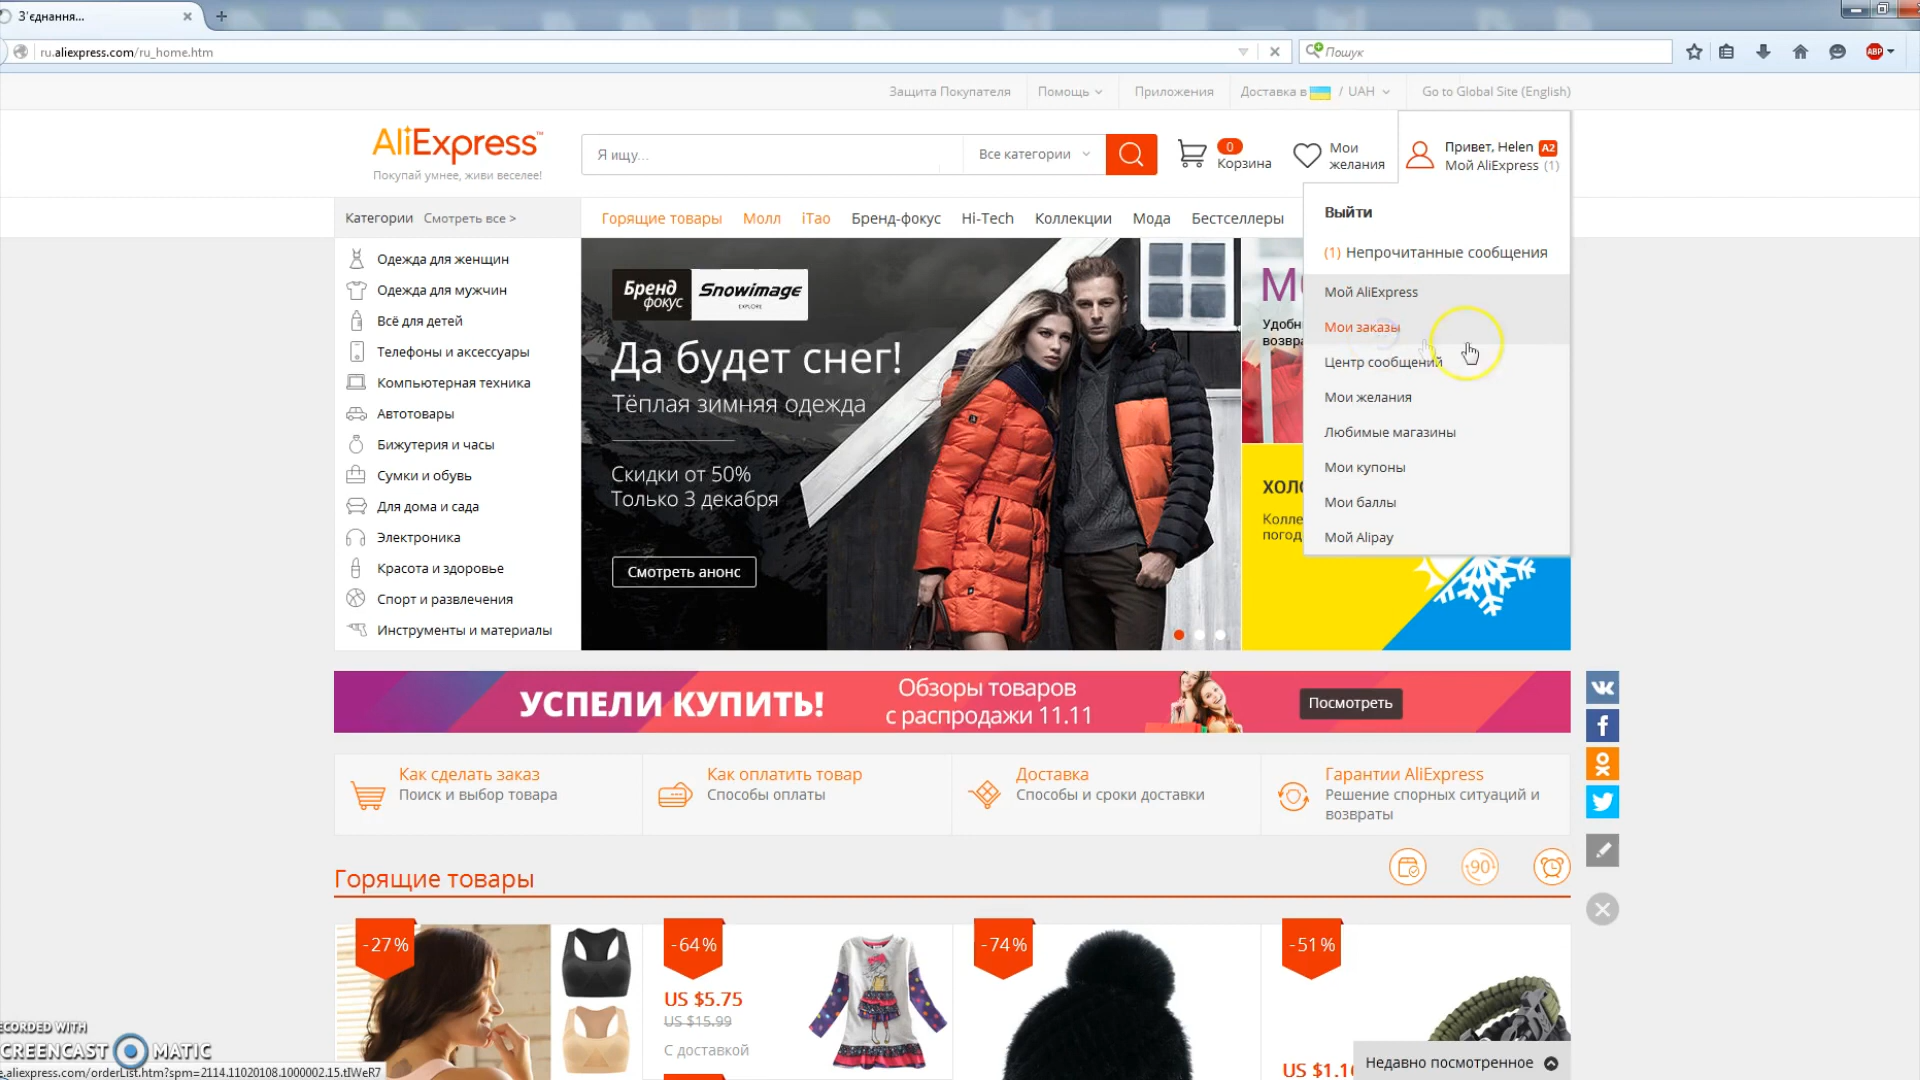 З'єднання...
ru.aliexpress.com/ru_home.htm
Пошук
ABP
Защита Покупателя
Помощь
Приложения
Доставка в / UAH
Go to Global Site (English)
AliExpress
Покупай умнее, живи веселее!
Я ищу...
Все категории
0
Корзина
Мои
желания
Привет, Helen A2
Мой AliExpress (1)
Категории Смотреть все >
Горящие товары
Молл
iTao
Бренд-фокус
Hi-Tech
Коллекции
Мода
Бестселлеры
Выйти
(1) Непрочитанные сообщения
Мой AliExpress
Мои заказы
Центр сообщений
Мои желания
Любимые магазины
Мои купоны
Мои баллы
Мой Alipay
Одежда для женщин
Одежда для мужчин
Всё для детей
Телефоны и аксессуары
Компьютерная техника
Автотовары
Бижутерия и часы
Сумки и обувь
Для дома и сада
Электроника
Красота и здоровье
Спорт и развлечения
Инструменты и материалы
Бренд
фокус
Snowimage
EXPLORE
Да будет снег!
Тёплая зимняя одежда
Скидки от 50%
Только 3 декабря
Смотреть анонс
УСПЕЛИ КУПИТЬ!
Обзоры товаров
с распродажи 11.11
Посмотреть
Как сделать заказ
Поиск и выбор товара
Как оплатить товар
Способы оплаты
Доставка
Способы и сроки доставки
Гарантии AliExpress
Решение спорных ситуаций и
возвраты
Горящие товары
90
-27%
-64%
US $5.75
US $15.99
С доставкой
-74%
-51%
Недавно посмотренное
SCREENCAST MATIC